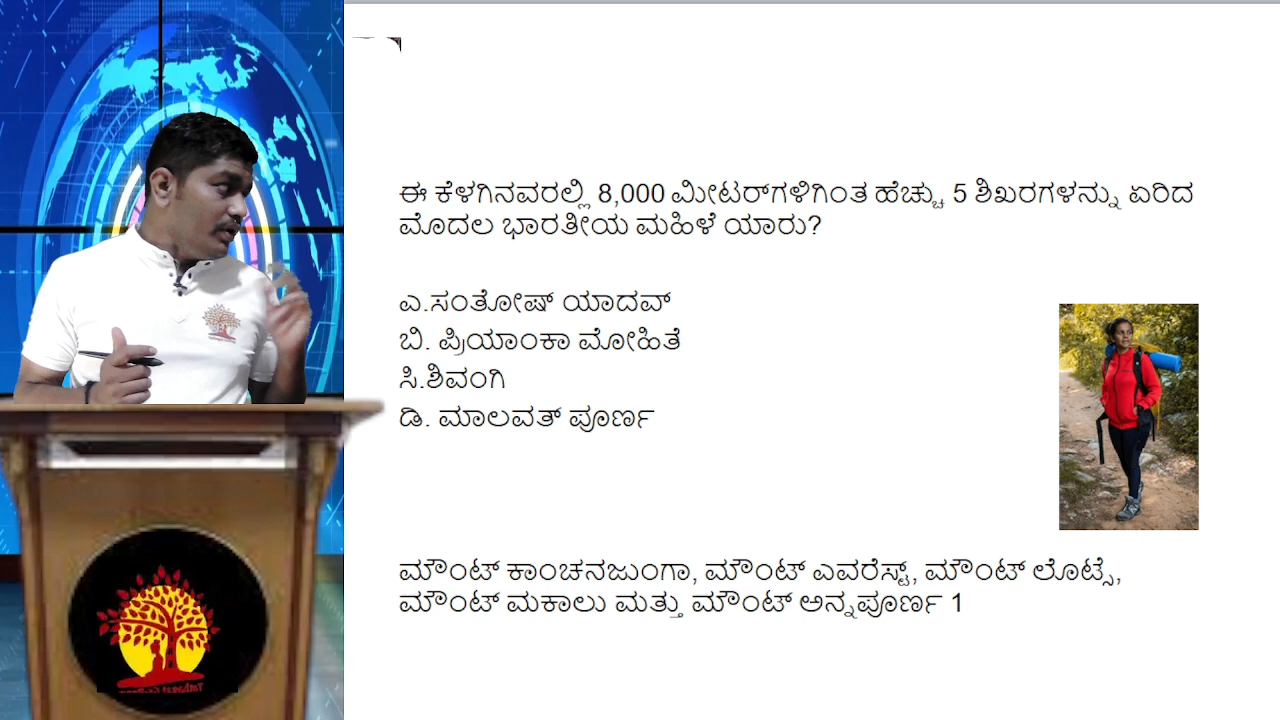 ಈ ಕೆಳಗಿನವರಲ್ಲಿ 8,000 ಮೀಟರ್‌ಗಳಿಗಿಂತ ಹೆಚ್ಚು 5 ಶಿಖರಗಳನ್ನು ಏರಿದ
ಮೊದಲ ಭಾರತೀಯ ಮಹಿಳೆ ಯಾರು?
ಎ.ಸಂತೋಷ್ ಯಾದವ್
ಬಿ. ಪ್ರಿಯಾಂಕಾ ಮೋಹಿತೆ
ಸಿ.ಶಿವಂಗಿ
ಡಿ. ಮಾಲವತ್ ಪೂರ್ಣ
ಮೌಂಟ್ ಕಾಂಚನಜುಂಗಾ, ಮೌಂಟ್ ಎವರೆಸ್ಟ್, ಮೌಂಟ್ ಲೊಟ್ಸೆ,
ಮೌಂಟ್ ಮಕಾಲು ಮತ್ತು ಮೌಂಟ್ ಅನ್ನಪೂರ್ಣ 1